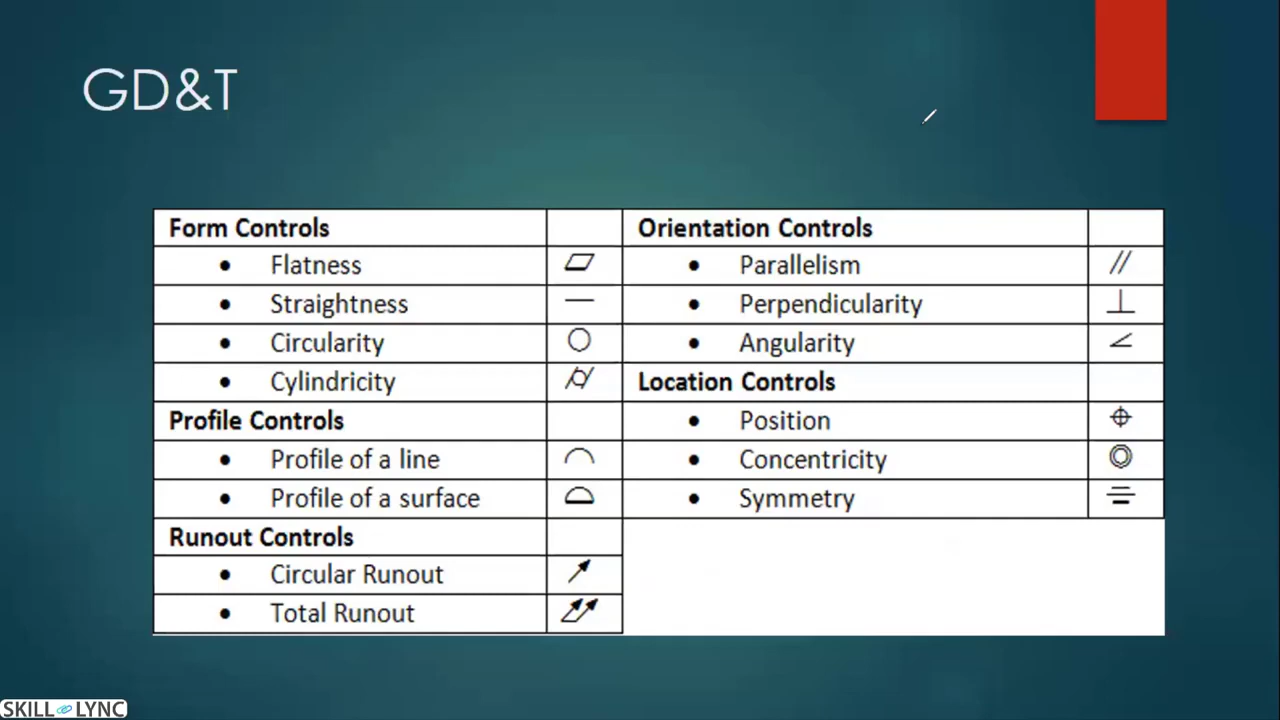 GD&T
Form Controls
• Flatness
• Straightness
• Circularity
• Cylindricity
Profile Controls
• Profile of a line
• Profile of a surface
Runout Controls
• Circular Runout
• Total Runout
Orientation Controls
• Parallelism
• Perpendicularity
• Angularity
Location Controls
• Position
• Concentricity
• Symmetry
SKILL LYNC